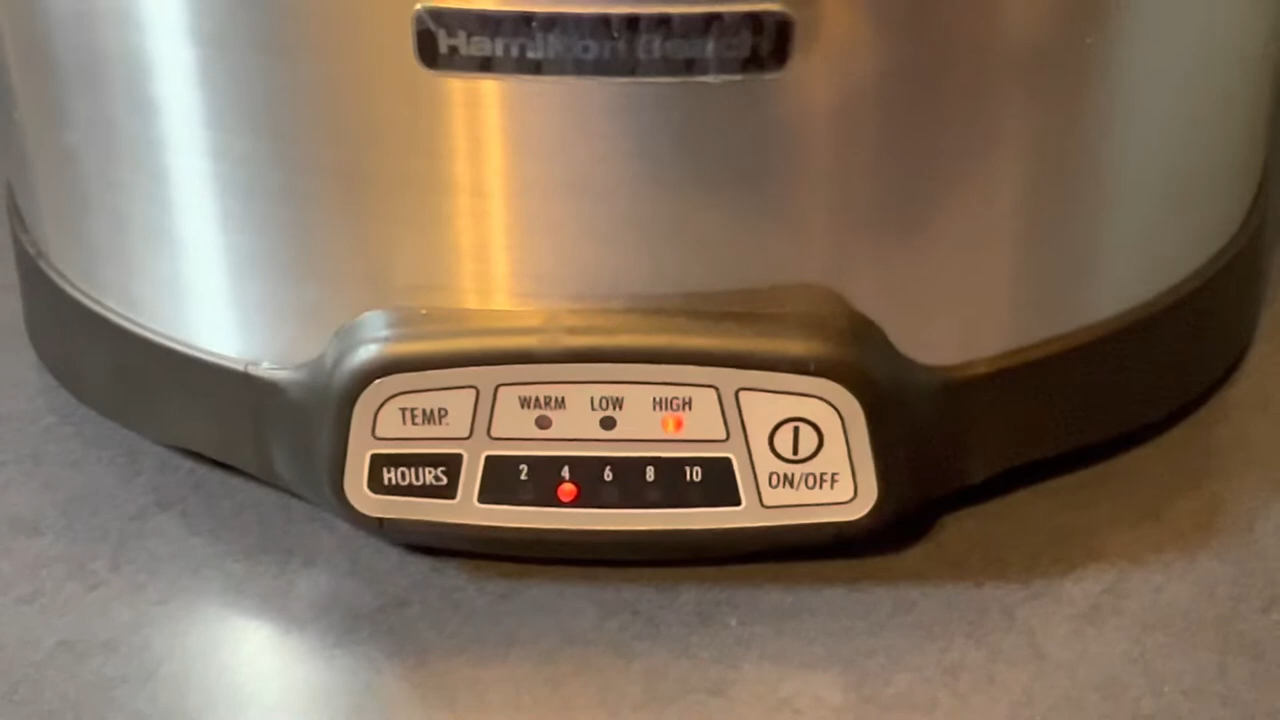 Hamilton Beach
TEMP.
WARM LOW HIGH
HOURS
2 4 6 8 10
ON/OFF